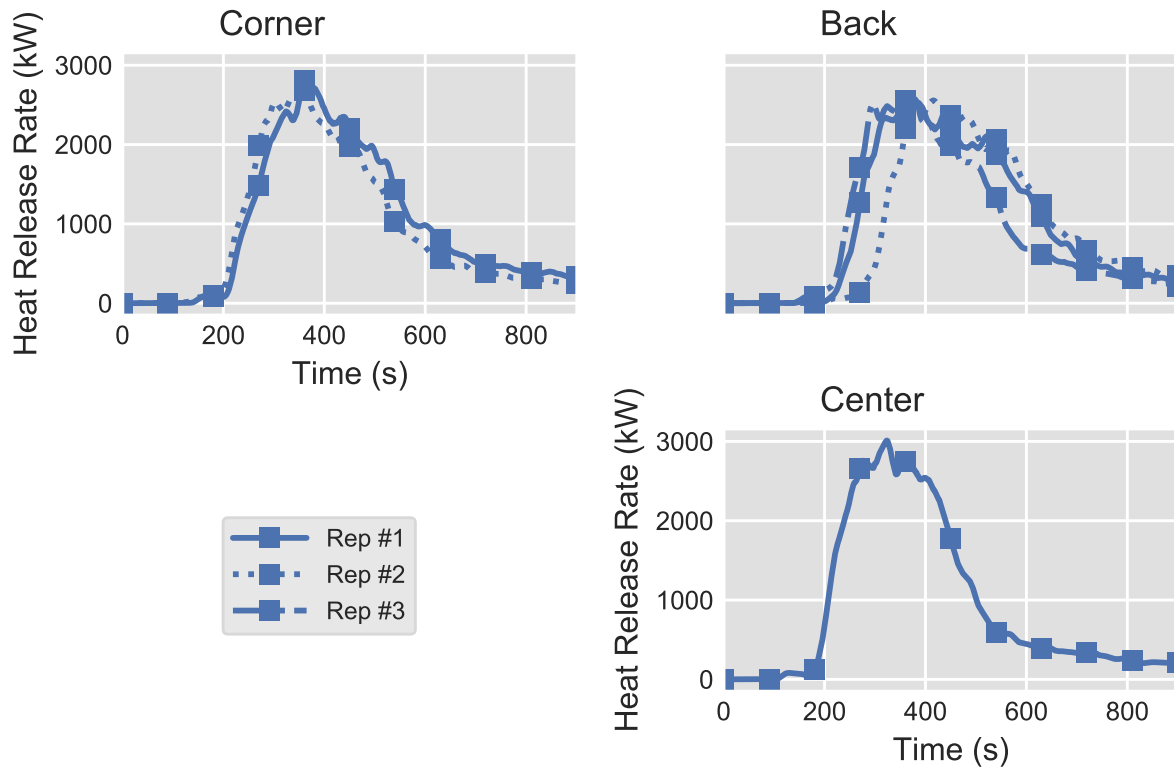 Corner
Heat Release Rate (kW)
3000
2000
1000
0
0 200 400 600 800
Time (s)
Back
Center
Heat Release Rate (kW)
3000
2000
1000
0
0 200 400 600 800
Time (s)
Rep #1
Rep #2
Rep #3